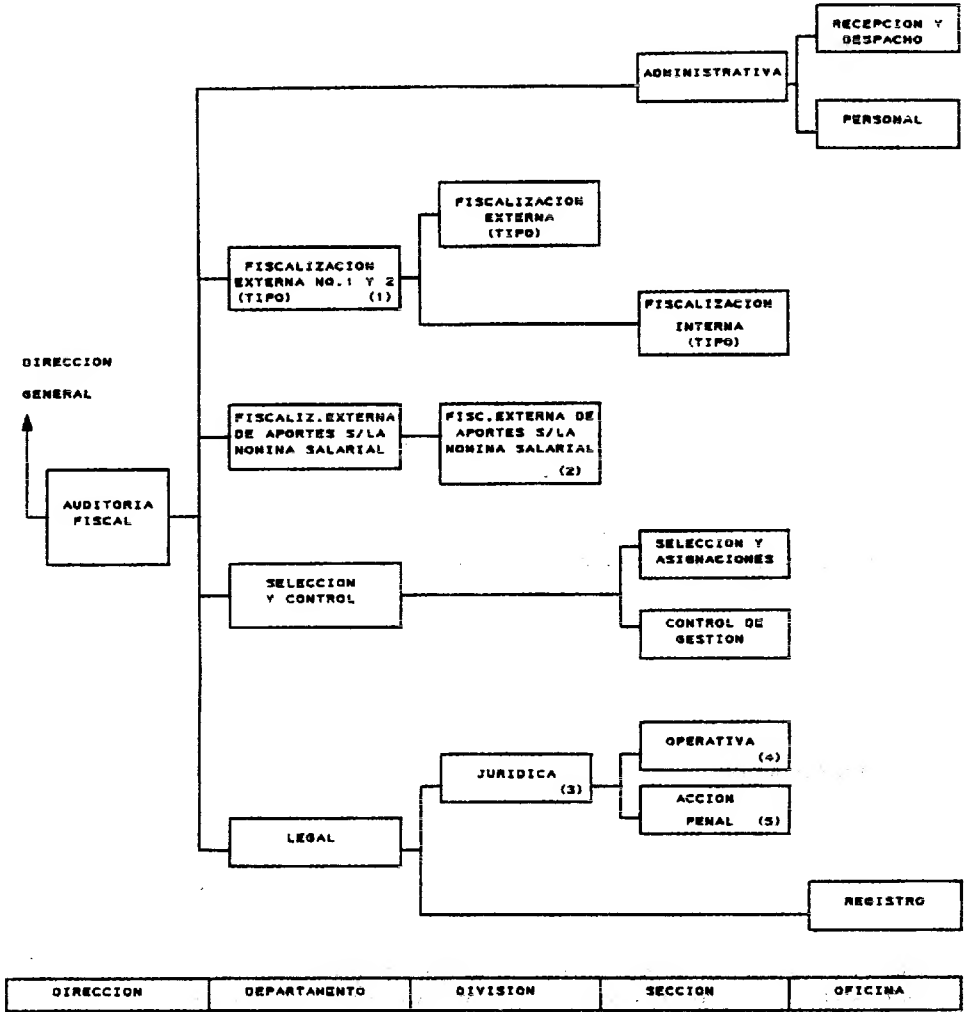 RECEPCION Y
DESPACHO
ADMINISTRATIVA
PERSONAL
FISCALIZACION
EXTERNA
(TIPO)
FISCALIZACION
EXTERNA NO.1 Y 2
(TIPO) (1)
FISCALIZACION
INTERNA
(TIPO)
DIRECCION
GENERAL
FISCALIZ.EXTERNA
DE APORTES S/LA
NOMINA SALARIAL
FISC.EXTERNA DE
APORTES S/LA
NOMINA SALARIAL
(2)
AUDITORIA
FISCAL
SELECCION Y
ASIGNACIONES
SELECCION
Y CONTROL
CONTROL DE
GESTION
OPERATIVA
(4)
JURIDICA
(3)
ACCION
PENAL (5)
LEGAL
REGISTRO
DIRECCION DEPARTAMENTO DIVISION SECCION OFICINA